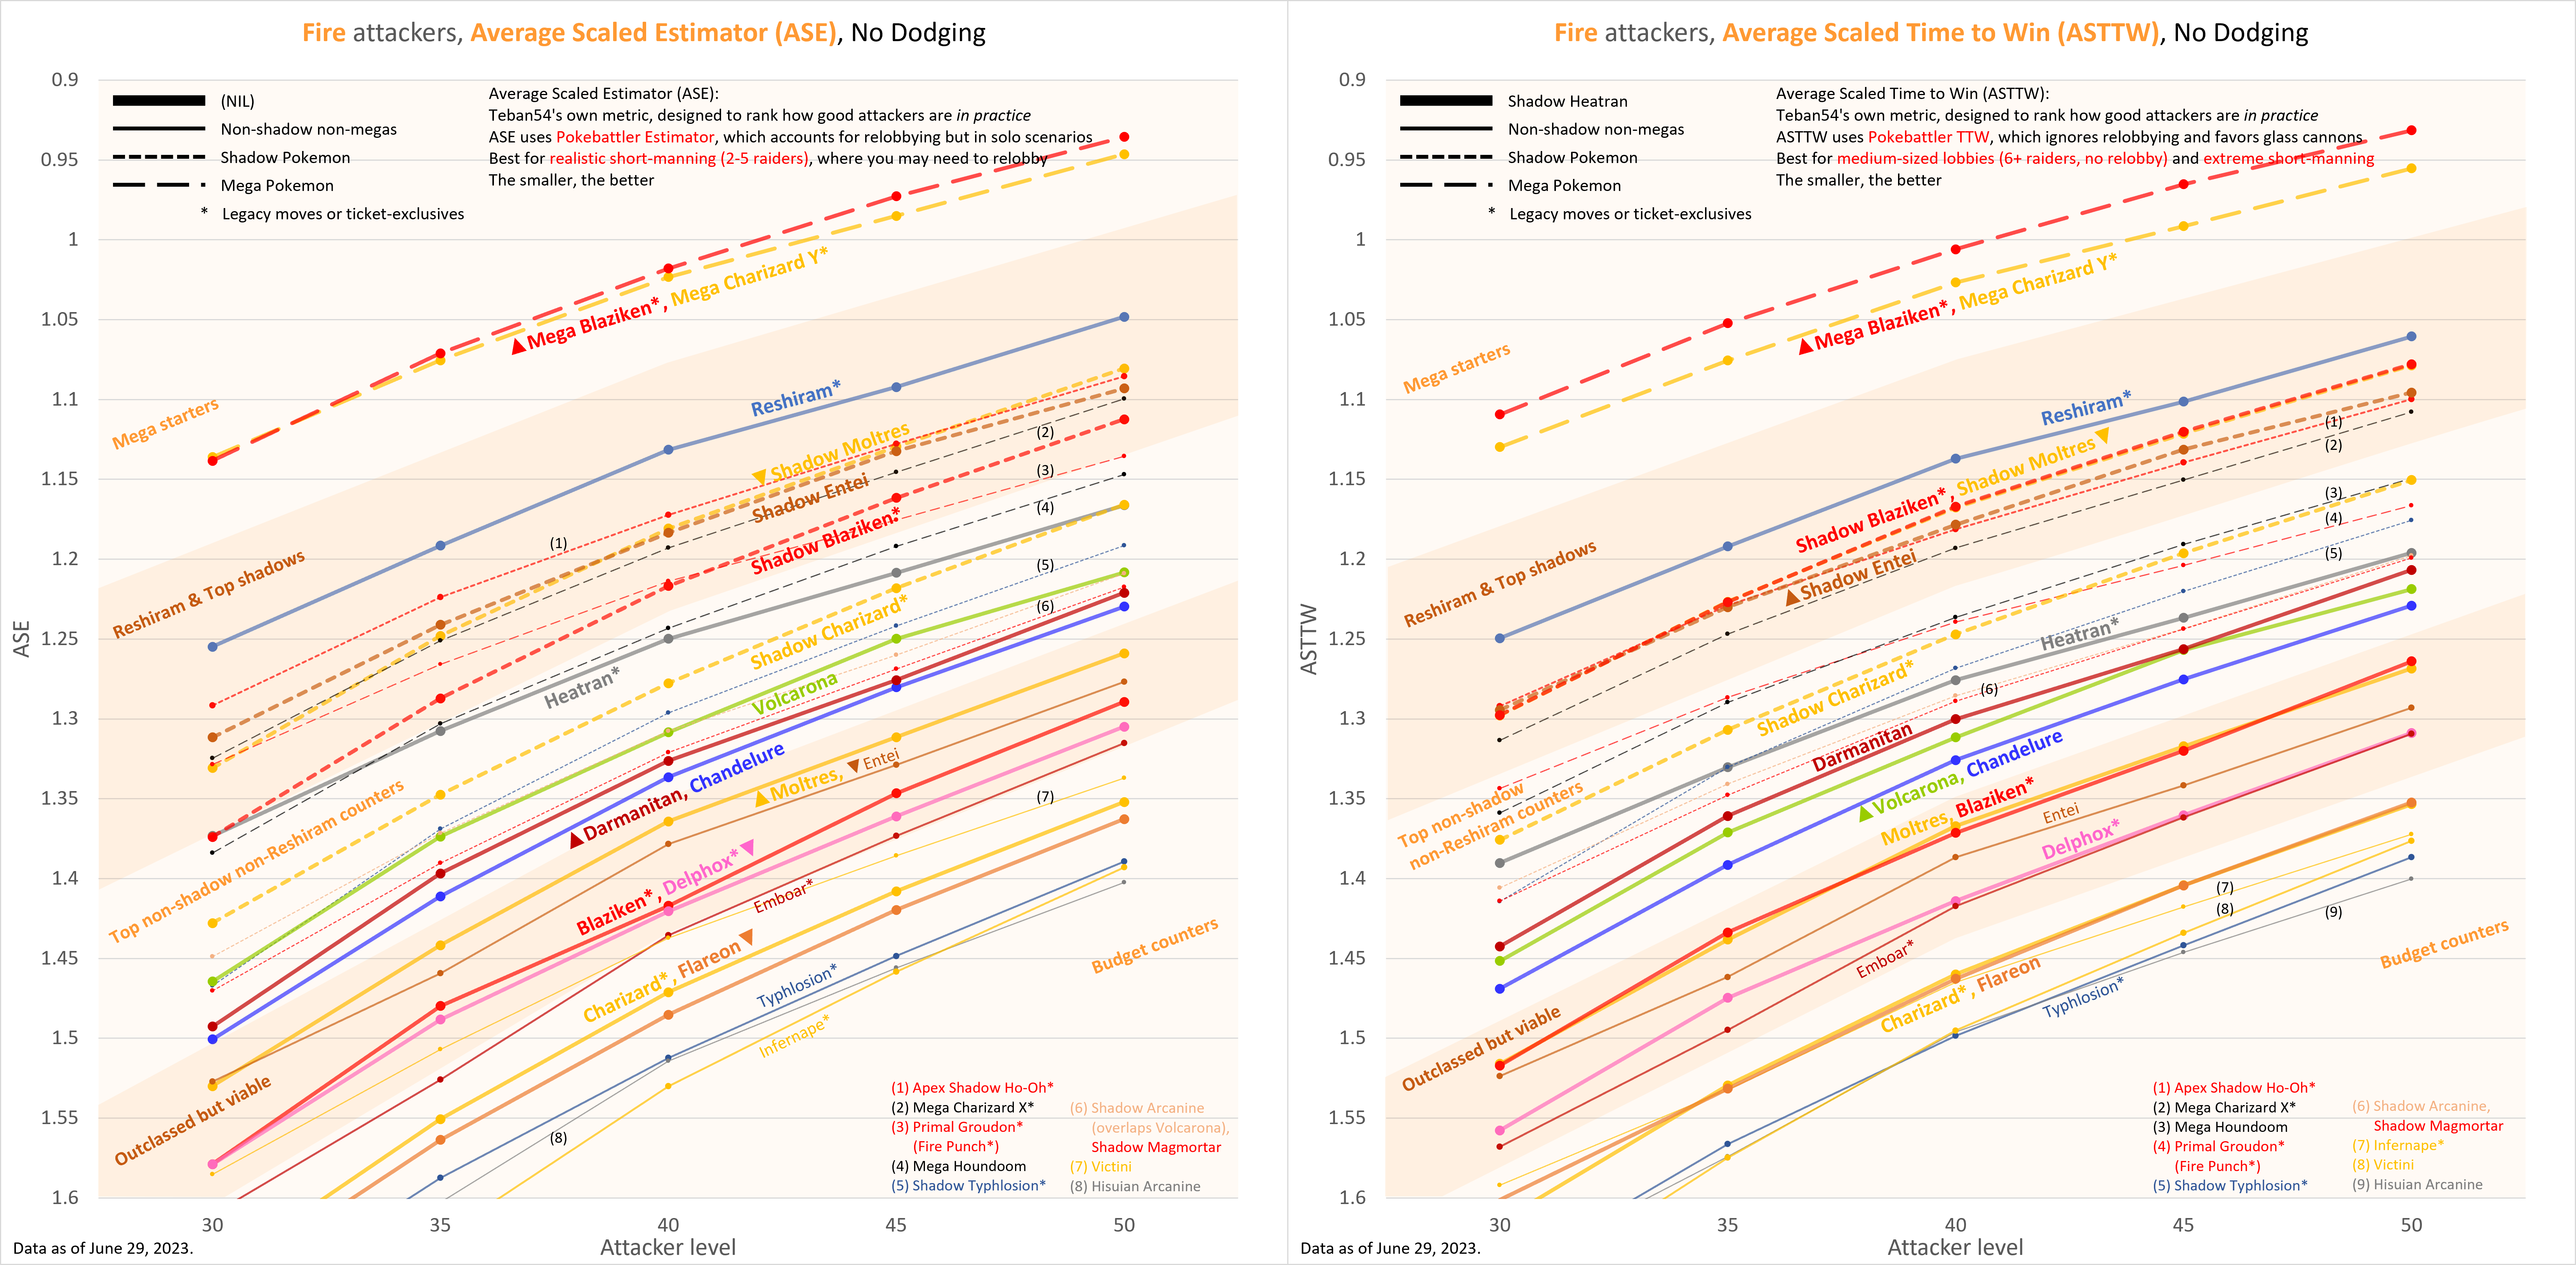 Fire attackers, Average Scaled Estimator (ASE), No Dodging
0.9
0.95
1
1.05
1.1
1.15
1.2
1.25
1.3
1.35
1.4
1.45
1.5
1.55
1.6
ASE
(NIL)
Non-shadow non-megas
Shadow Pokemon
Mega Pokemon
* Legacy moves or ticket-exclusives
Average Scaled Estimator (ASE):
Teban54's own metric, designed to rank how good attackers are in practice
ASE uses Pokebattler Estimator, which accounts for relobbying but in solo scenarios
Best for realistic short-manning (2-5 raiders), where you may need to relobby
The smaller, the better
▲Mega Blaziken*, Mega Charizard Y*
Mega starters
Reshiram*
▼Shadow Moltres
(2)
Shadow Entei
(3)
(4)
(1)
Shadow Blaziken*
Reshiram & Top shadows
(5)
(6)
Shadow Charizard*
Heatran*
Volcarona
▲Darmanitan, Chandelure
▲Moltres, ▼Entei
(7)
Top non-shadow non-Reshiram counters
Blaziken*, Delphox*▼
Emboar*
Charizard*, Flareon▼
Budget counters
Typhlosion*
Infernape*
Outclassed but viable
(8)
(1) Apex Shadow Ho-Oh*
(2) Mega Charizard X*
(3) Primal Groudon*
(Fire Punch*)
(4) Mega Houndoom
(5) Shadow Typhlosion*
(6) Shadow Arcanine
(overlaps Volcarona),
Shadow Magmortar
(7) Victini
(8) Hisuian Arcanine
30 35 40 45 50
Attacker level
Data as of June 29, 2023.
Fire attackers, Average Scaled Time to Win (ASTTW), No Dodging
0.9
0.95
1
1.05
1.1
1.15
1.2
1.25
1.3
1.35
1.4
1.45
1.5
1.55
1.6
ASTTW
Shadow Heatran
Non-shadow non-megas
Shadow Pokemon
Mega Pokemon
* Legacy moves or ticket-exclusives
Average Scaled Time to Win (ASTTW):
Teban54's own metric, designed to rank how good attackers are in practice
ASTTW uses Pokebattler TTW, which ignores relobbying and favors glass cannons
Best for medium-sized lobbies (6+ raiders, no relobby) and extreme short-manning
The smaller, the better
▲Mega Blaziken*, Mega Charizard Y*
Mega starters
Reshiram*
(1)
(2)
Shadow Blaziken*, Shadow Moltres▼
(3)
(4)
▲Shadow Entei
(5)
Reshiram & Top shadows
Heatran*
(6)
Shadow Charizard*
Darmanitan
▲Volcarona, Chandelure
Top non-shadow
non-Reshiram counters
Moltres, Blaziken*
Entei
Delphox*
(7)
(8)
(9)
Emboar*
Budget counters
Charizard*, Flareon
Typhlosion*
Outclassed but viable
(1) Apex Shadow Ho-Oh*
(2) Mega Charizard X*
(3) Mega Houndoom
(4) Primal Groudon*
(Fire Punch*)
(5) Shadow Typhlosion*
(6) Shadow Arcanine,
Shadow Magmortar
(7) Infernape*
(8) Victini
(9) Hisuian Arcanine
30 35 40 45 50
Attacker level
Data as of June 29, 2023.